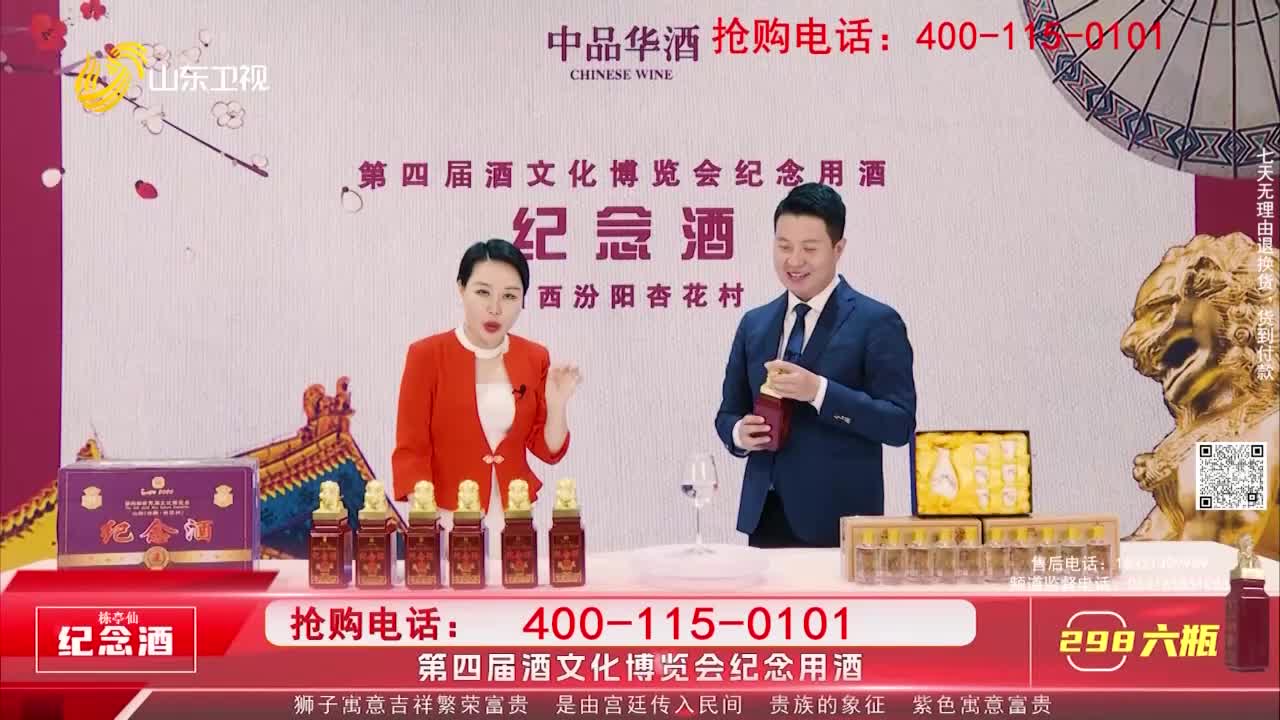 中品华酒
CHINESE WINE
抢购电话：400-115-0101
山东卫视
第四届酒文化博览会纪念用酒
纪念酒
西汾阳杏花村
七天无理由退换货，货到付款
纪念酒
售后电话：
频道监督电话：
栋亭仙
纪念酒
抢购电话： 400-115-0101
298六瓶
第四届酒文化博览会纪念用酒
狮子寓意吉祥繁荣富贵 是由宫廷传入民间 贵族的象征 紫色寓意富贵